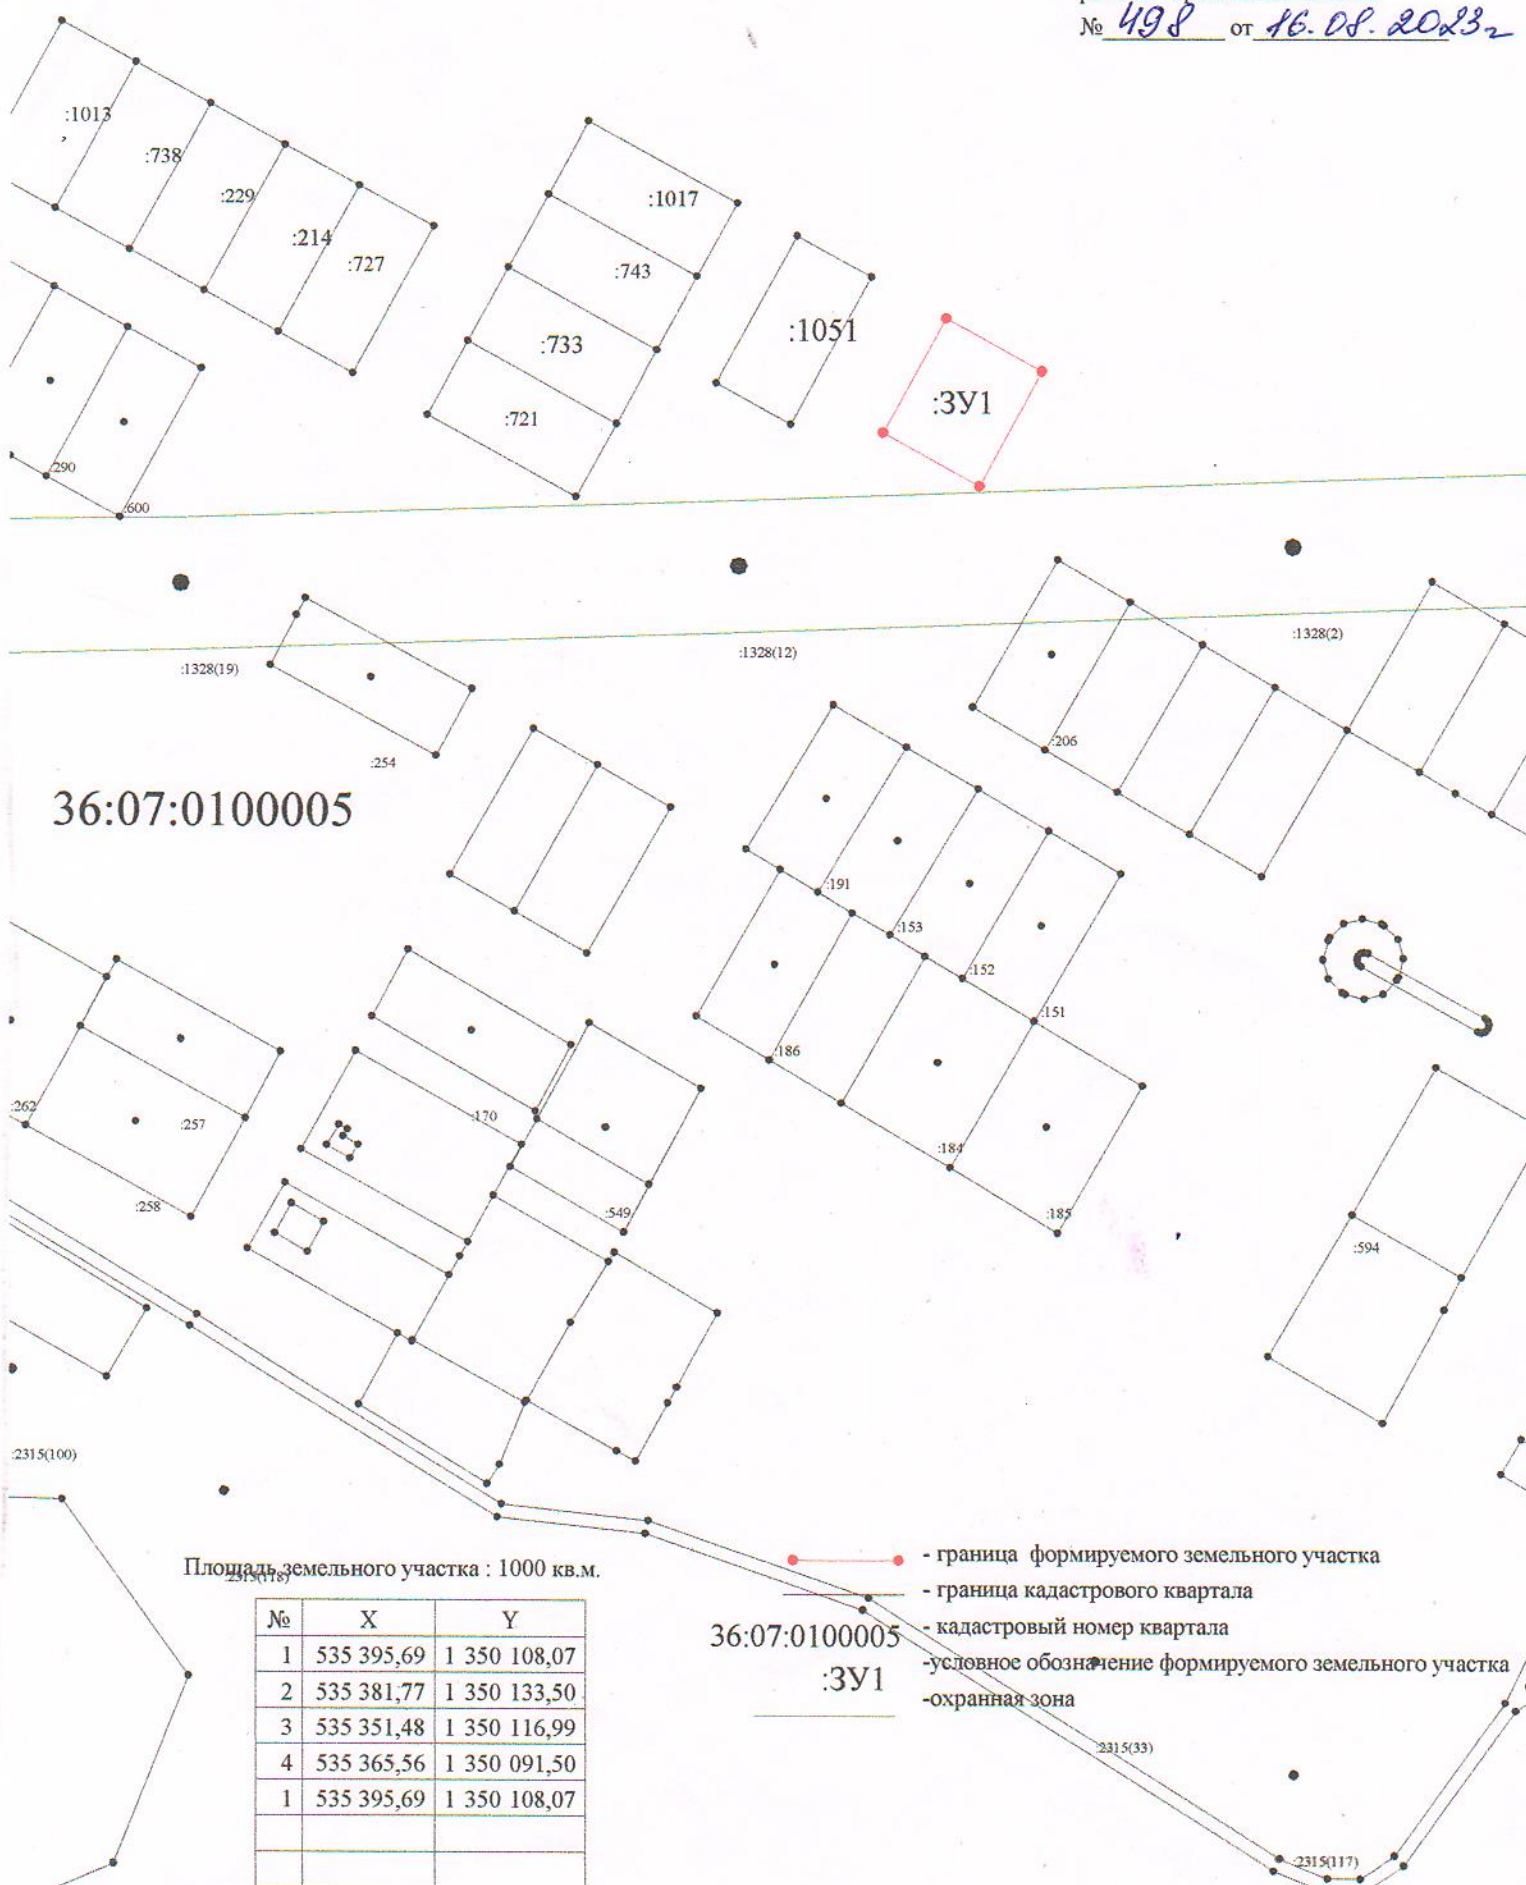 № 498 от 16.08.2023г
:1013
:738
:229
:214
:727
:1017
:743
:733
:721
:1051
:ЗУ1
:290
:600
:1328(19)
:1328(12)
:1328(2)
:254
:206
36:07:0100005
:191
:153
:152
:151
:186
:184
:185
:262
:257
:258
:170
:549
:594
:2315(100)
:2315(118)
Площадь земельного участка : 1000 кв.м.
№ X Y
1 535 395,69 1 350 108,07
2 535 381,77 1 350 133,50
3 535 351,48 1 350 116,99
4 535 365,56 1 350 091,50
1 535 395,69 1 350 108,07
- граница формируемого земельного участка
- граница кадастрового квартала
36:07:0100005 - кадастровый номер квартала
:ЗУ1 -условное обозначение формируемого земельного участка
-охранная зона
:2315(33)
:2315(117)